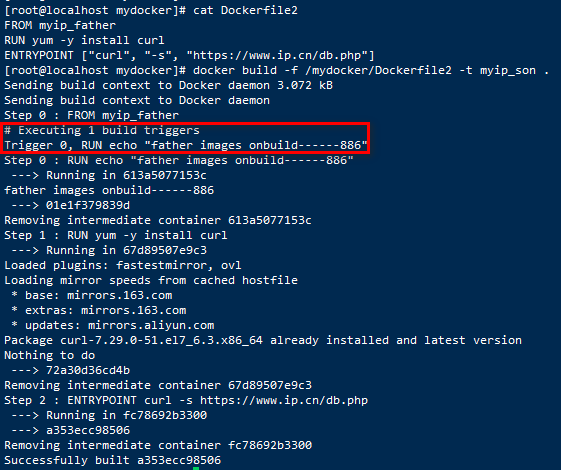 [root@localhost mydocker]# cat Dockerfile2
FROM myip_father
RUN yum -y install curl
ENTRYPOINT ["curl", "-s", "https://www.ip.cn/db.php"]
[root@localhost mydocker]# docker build -f /mydocker/Dockerfile2 -t myip_son .
Sending build context to Docker daemon 3.072 kB
Sending build context to Docker daemon
Step 0 : FROM myip_father
# Executing 1 build triggers
Trigger 0, RUN echo "father images onbuild------886"
Step 0 : RUN echo "father images onbuild------886"
 ---> Running in 613a5077153c
father images onbuild------886
 ---> 01e1f379839d
Removing intermediate container 613a5077153c
Step 1 : RUN yum -y install curl
 ---> Running in 67d89507e9c3
Loaded plugins: fastestmirror, ovl
Loading mirror speeds from cached hostfile
 * base: mirrors.163.com
 * extras: mirrors.163.com
 * updates: mirrors.aliyun.com
Package curl-7.29.0-51.el7_6.3.x86_64 already installed and latest version
Nothing to do
 ---> 72a30d36cd4b
Removing intermediate container 67d89507e9c3
Step 2 : ENTRYPOINT curl -s https://www.ip.cn/db.php
 ---> Running in fc78692b3300
 ---> a353ecc98506
Removing intermediate container fc78692b3300
Successfully built a353ecc98506